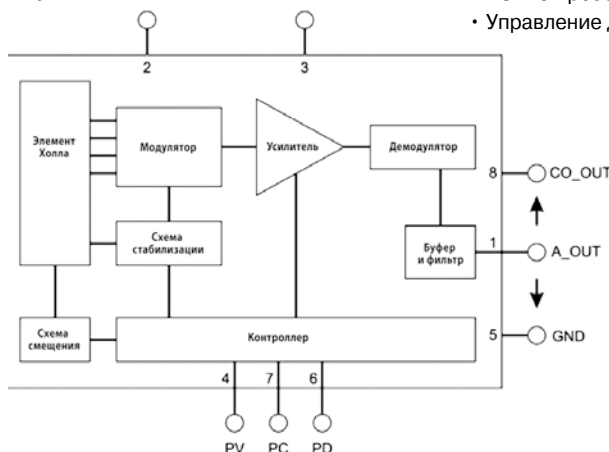 • Управление
2
3
Элемент
Холла
Модулятор
Усилитель
Демодулятор
8
CO_OUT
Схема
стабилизации
Буфер
и фильтр
1
A_OUT
Схема
смещения
Контроллер
5
GND
4
7
6
PV
PC
PD